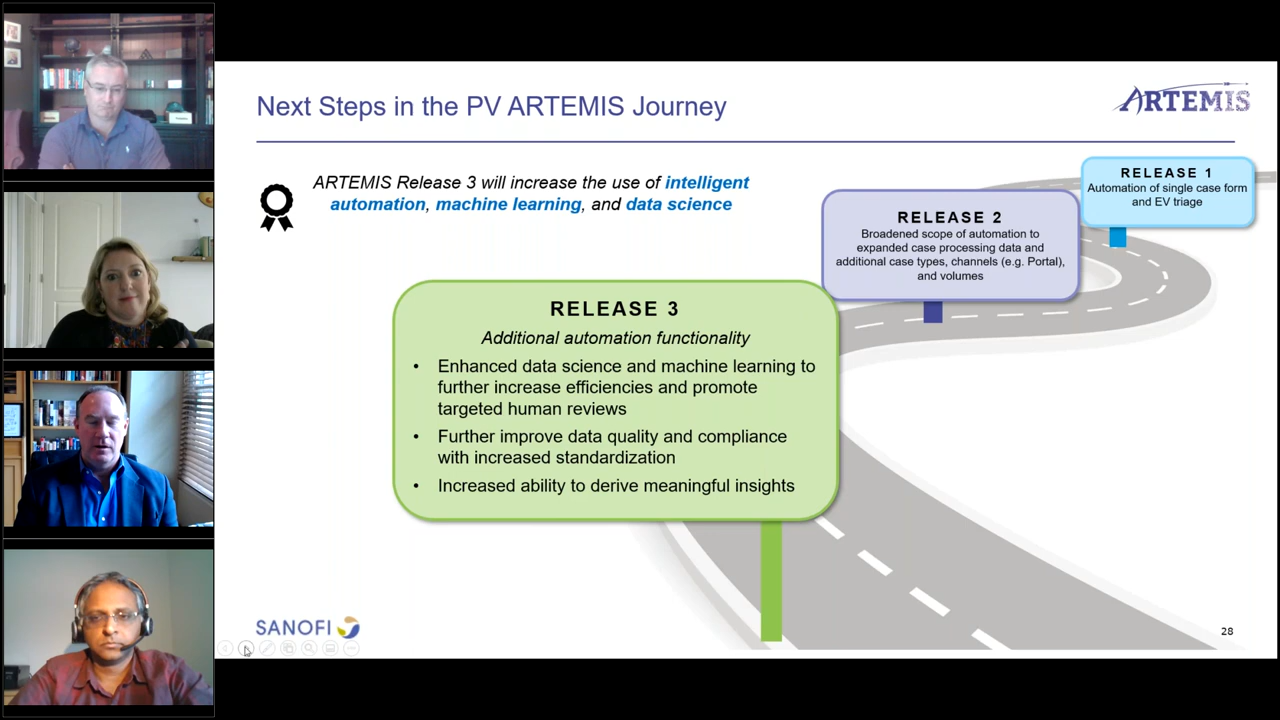 Next Steps in the PV ARTEMIS Journey
ARTEMIS
ARTEMIS Release 3 will increase the use of intelligent
automation, machine learning, and data science
RELEASE 1
Automation of single case form
and EV triage
RELEASE 2
Broadened scope of automation to
expanded case processing data and
additional case types, channels (e.g. Portal),
and volumes
RELEASE 3
Additional automation functionality
• Enhanced data science and machine learning to
further increase efficiencies and promote
targeted human reviews
• Further improve data quality and compliance
with increased standardization
• Increased ability to derive meaningful insights
SANOFI
28